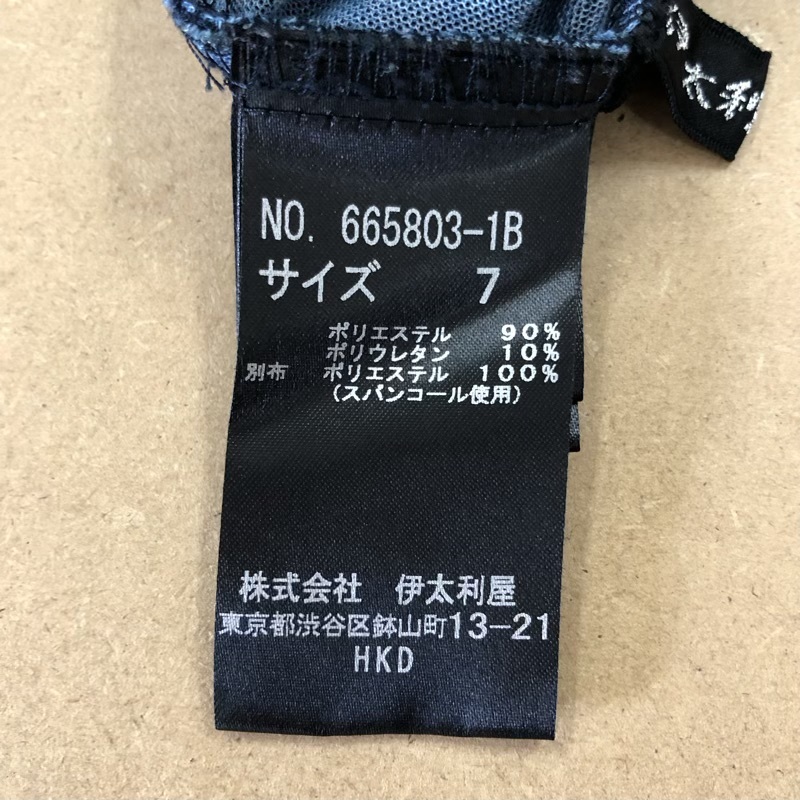 太利
NO. 665803-1B
サイズ 7
ポリエステル 90%
ポリウレタン 10%
別布 ポリエステル 100%
(スパンコール使用)
株式会社 伊太利屋
東京都渋谷区鉢山町13-21
HKD